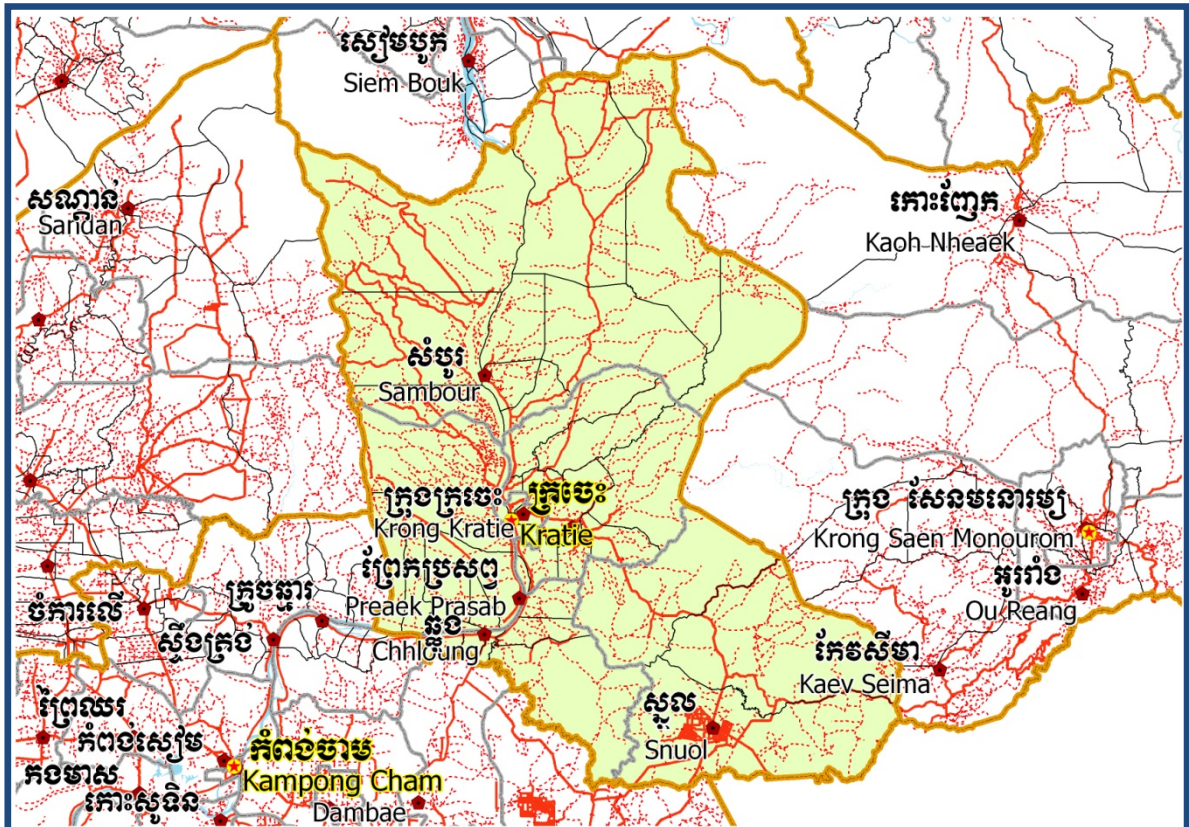 សៀមបូក
Siem Bouk
សណ្ដាន់
Sandan
កោះញែក
Kaoh Nheaek
សំបូរ
Sambour
ក្រុងក្រចេះ
Krong Kratie
ក្រចេះ
Kratie
ក្រុង សែនមនោរម្យ
Krong Saen Monourom
ព្រែកប្រសព្វ
Preaek Prasab
អូររាំង
Ou Reang
ក្រូចឆ្មារ
ចំការលើ
ស្ទឹងត្រង់
ឆ្លូង
Chhloung
កែវសីមា
Kaev Seima
ស្នួល
Snuol
ព្រៃឈរ
កំពង់សៀម
កំពង់ចាម
Kampong Cham
កងមាស
កោះសូទិន
Dambae